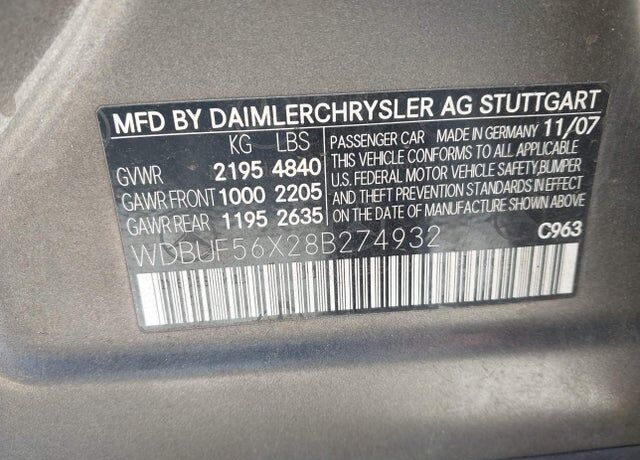 MFD BY DAIMLERCHRYSLER AG STUTTGART
KG LBS
GVWR 2195 4840
GAWR FRONT 1000 2205
GAWR REAR 1195 2635
PASSENGER CAR MADE IN GERMANY 11/07
THIS VEHICLE CONFORMS TO ALL APPLICABLE
U.S. FEDERAL MOTOR VEHICLE SAFETY,BUMPER
AND THEFT PREVENTION STANDARDS IN EFFECT
ON THE DATE OF MANUFACTURE SHOWN ABOVE
WDBUF56X28B274932
C963